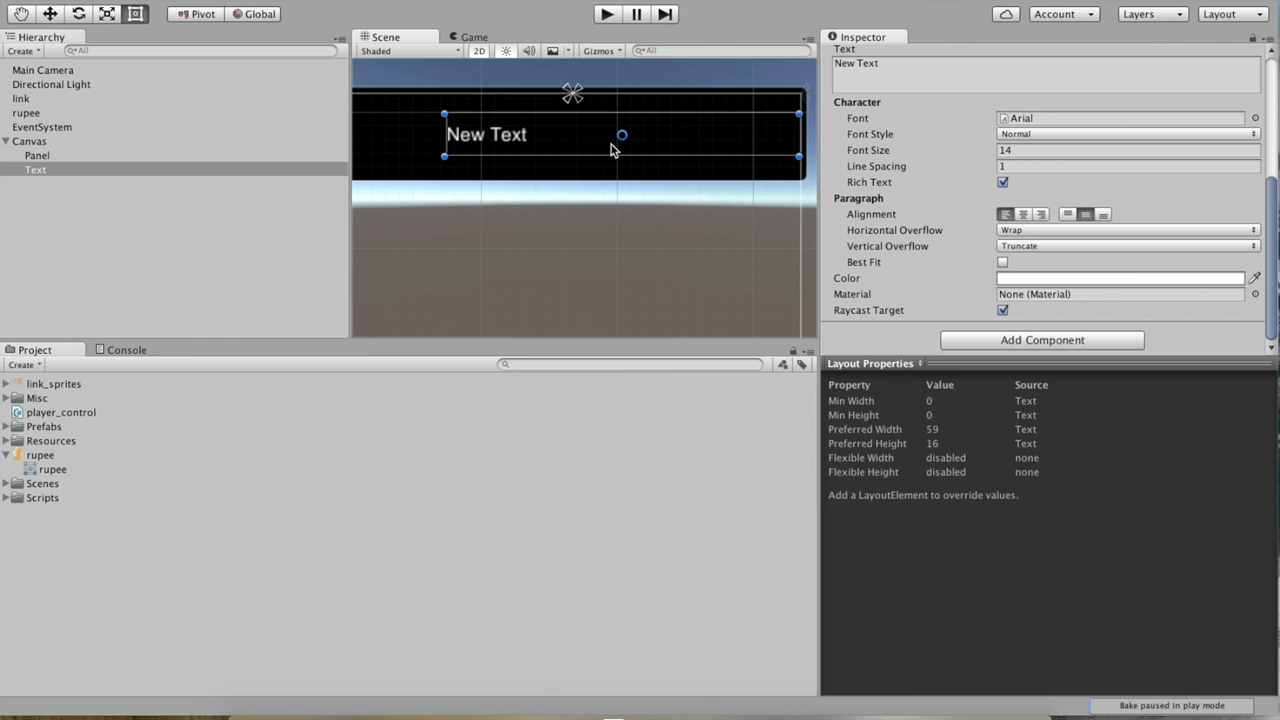 Pivot Global Account Layers Layout
Hierarchy Scene Game Inspector
Create All Shaded 2D Gizmos All Text
New Text
Main Camera
Directional Light
link
rupee
EventSystem
Canvas
Panel
Text
New Text
Character
Font Arial
Font Style Normal
Font Size 14
Line Spacing 1
Rich Text
Paragraph
Alignment
Horizontal Overflow Wrap
Vertical Overflow Truncate
Best Fit
Color
Material None (Material)
Raycast Target
Add Component
Project Console
Create
link_sprites
Misc
player_control
Prefabs
Resources
rupee
rupee
Scenes
Scripts
Layout Properties
Property Value Source
Min Width 0 Text
Min Height 0 Text
Preferred Width 59 Text
Preferred Height 16 Text
Flexible Width disabled none
Flexible Height disabled none
Add a LayoutElement to override values.
Bake paused in play mode